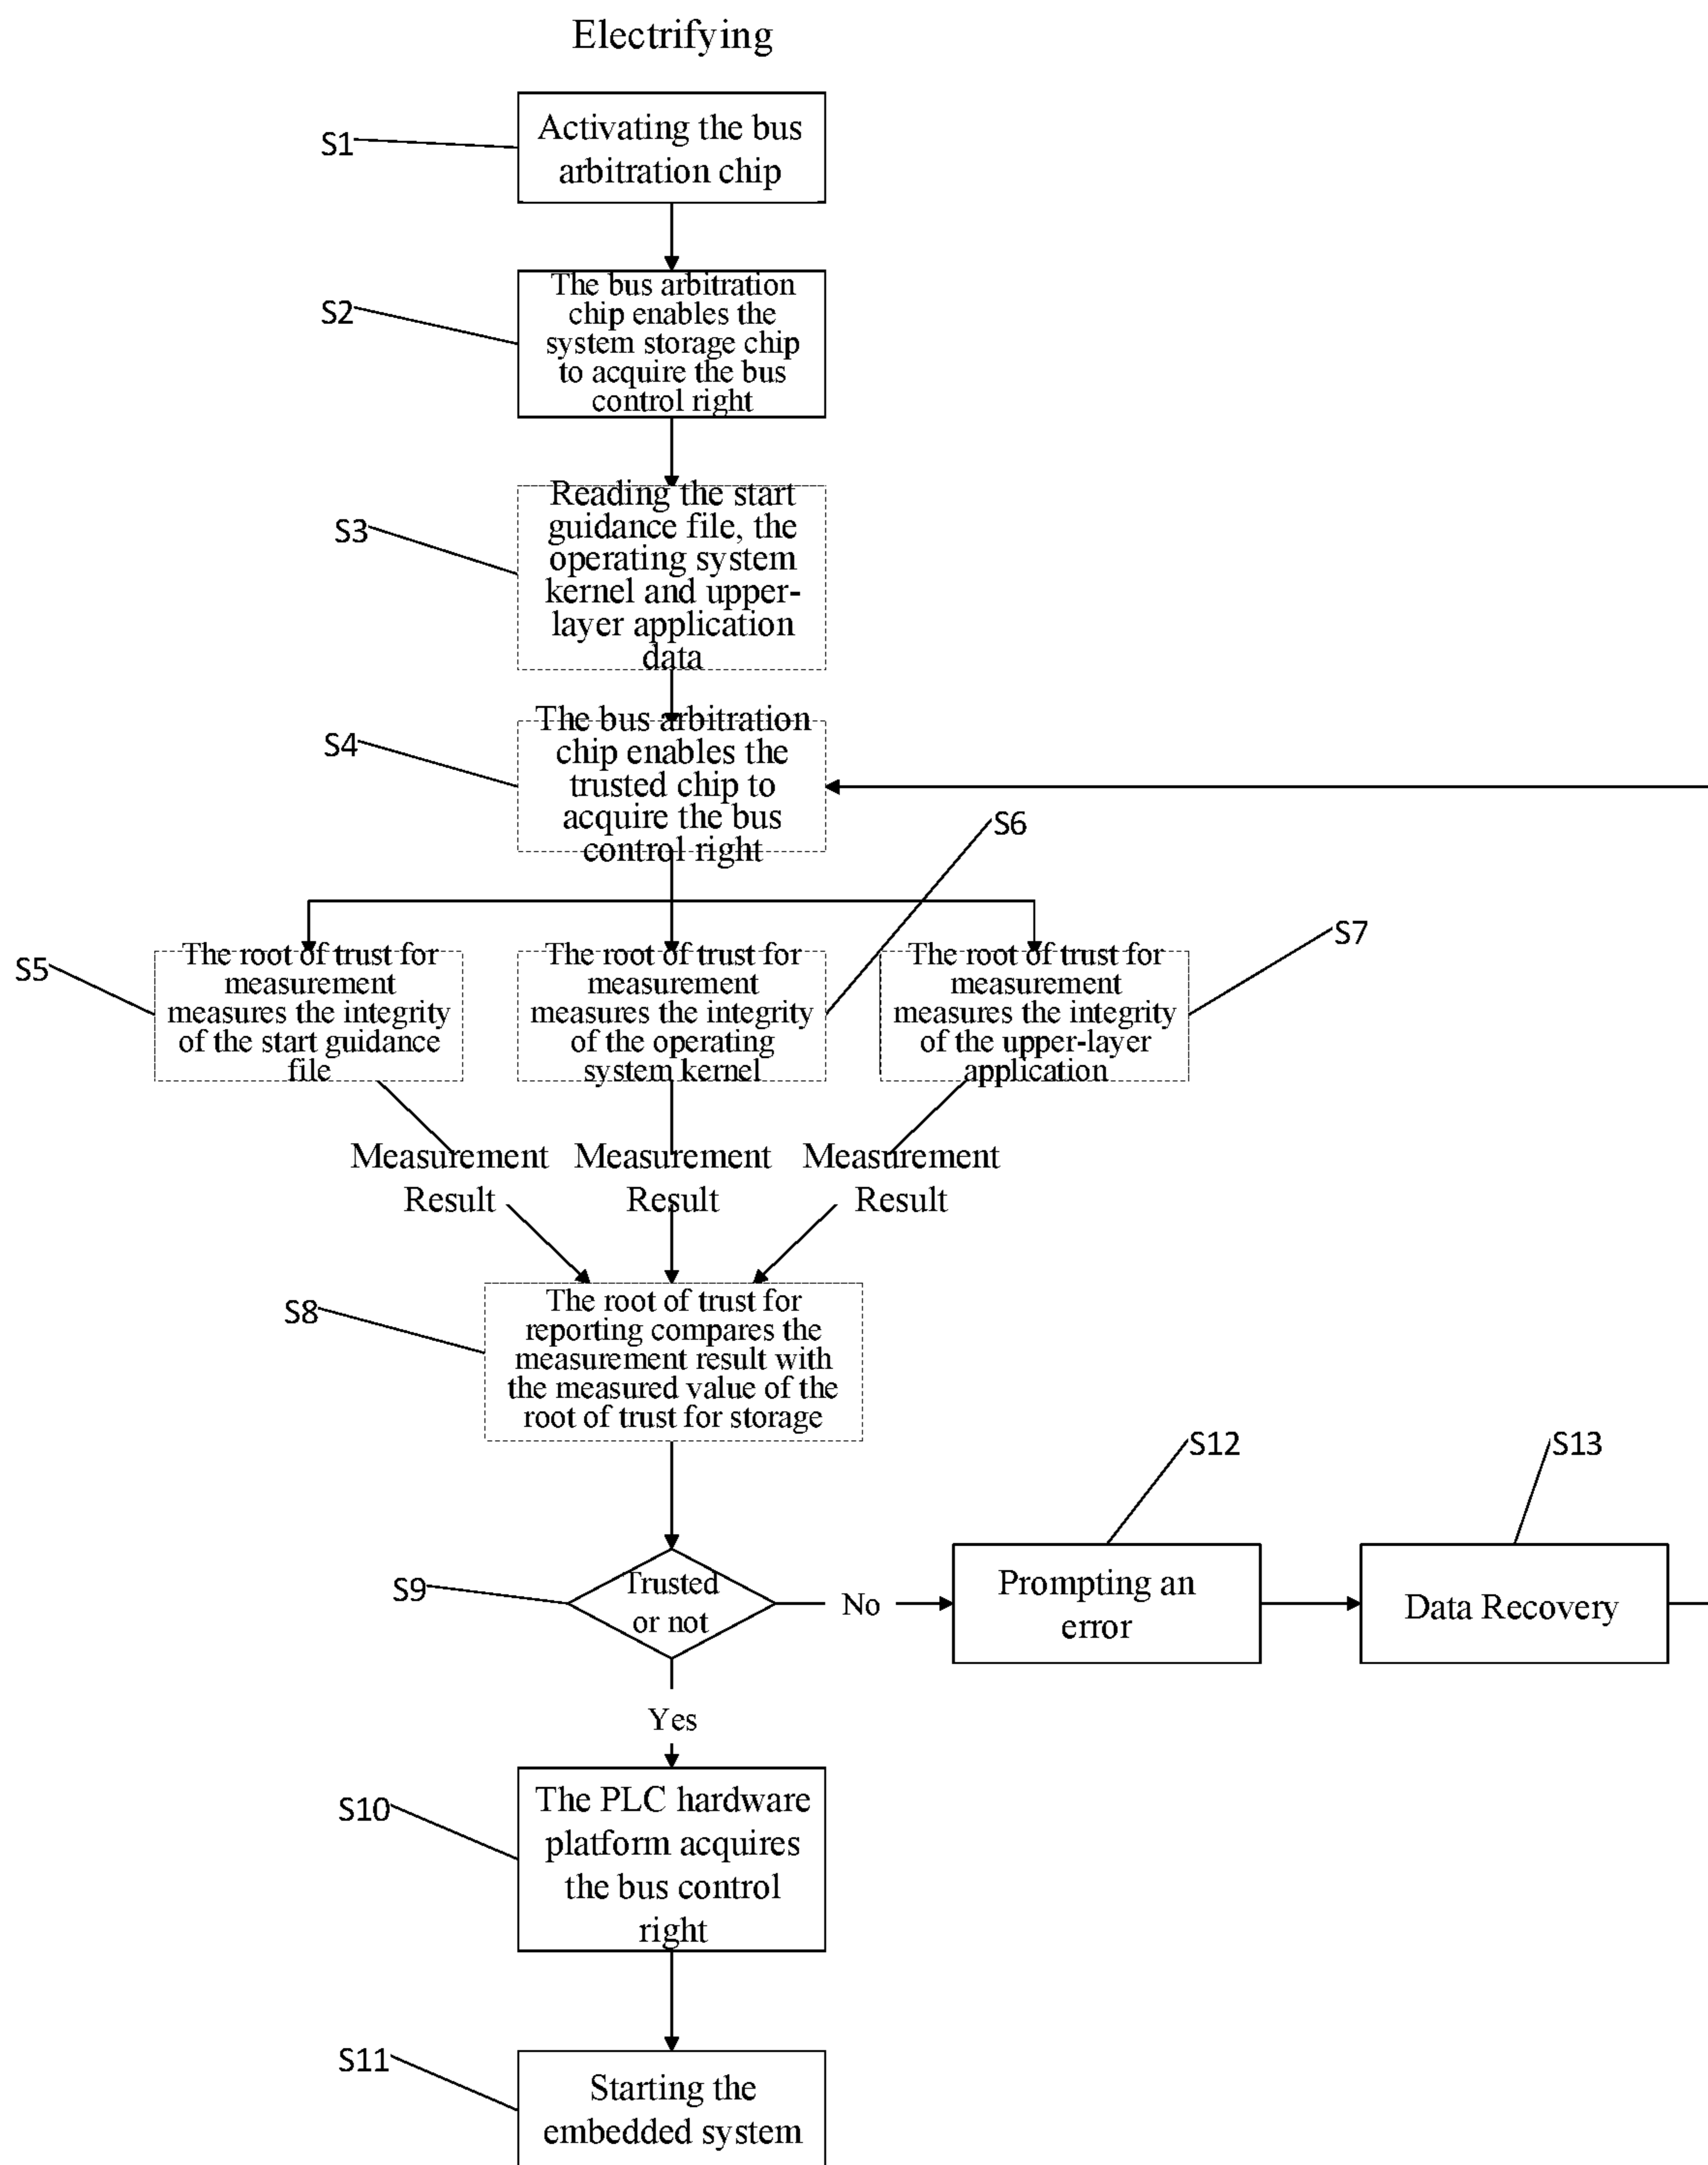 Electrifying
S1
Activating the bus
arbitration chip
S2
The bus arbitration
chip enables the
system storage chip
to acquire the bus
control right
S3
Reading the start
guidance file, the
operating system
kernel and upper-
layer application
data
S4
The bus arbitration
chip enables the
trusted chip to
acquire the bus
control right
S5
The root of trust for
measurement
measures the integrity
of the start guidance
file
S6
The root of trust for
measurement
measures the integrity
of the operating
system kernel
S7
The root of trust for
measurement
measures the integrity
of the upper-layer
application
Measurement
Result
Measurement
Result
Measurement
Result
S8
The root of trust for
reporting compares the
measurement result with
the measured value of the
root of trust for storage
S9
Trusted
or not
No
S12
Prompting an
error
S13
Data Recovery
Yes
S10
The PLC hardware
platform acquires
the bus control
right
S11
Starting the
embedded system